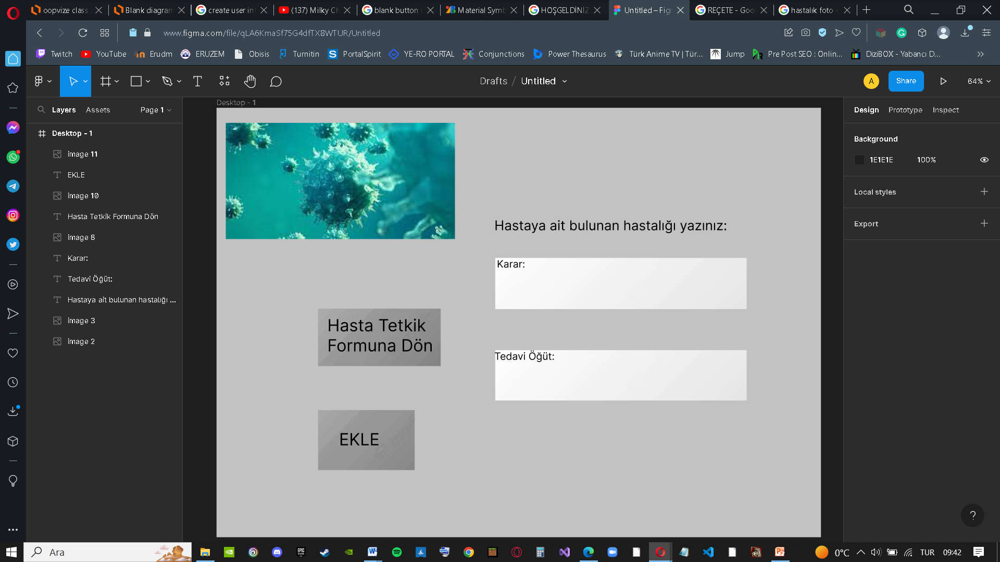 oopvize class
Blank diagram
create user in
(137) Milky Ch
blank button i
Material Symb
HOŞGELDİNİZ
Untitled – Figm
REÇETE - Goo
hastalık foto -
www.figma.com/file/qLA6KmaSf75G4dfTX8WTUR/Untitled
Twitch
YouTube
Erudm
ERUZEM
Obisis
Turnitin
PortalSpirit
YE-RO PORTAL
Conjunctions
Power Thesaurus
Türk Anime TV | Tür...
Jump
Pre Post SEO : Onlin...
DiziBOX - Yabancı D...
Drafts / Untitled
A
Share
64%
Layers
Assets
Page 1
Desktop - 1
image 11
EKLE
image 10
Hasta Tetkik Formuna Dön
image 8
Karar:
Tedavi Öğüt:
Hastaya ait bulunan hastalığı ...
image 3
image 2
Desktop - 1
Hastaya ait bulunan hastalığı yazınız:
Karar:
Hasta Tetkik
Formuna Dön
Tedavi Öğüt:
EKLE
Design
Prototype
Inspect
Background
1E1E1E
100%
Local styles
Export
?
Ara
0°C
TUR
09:42